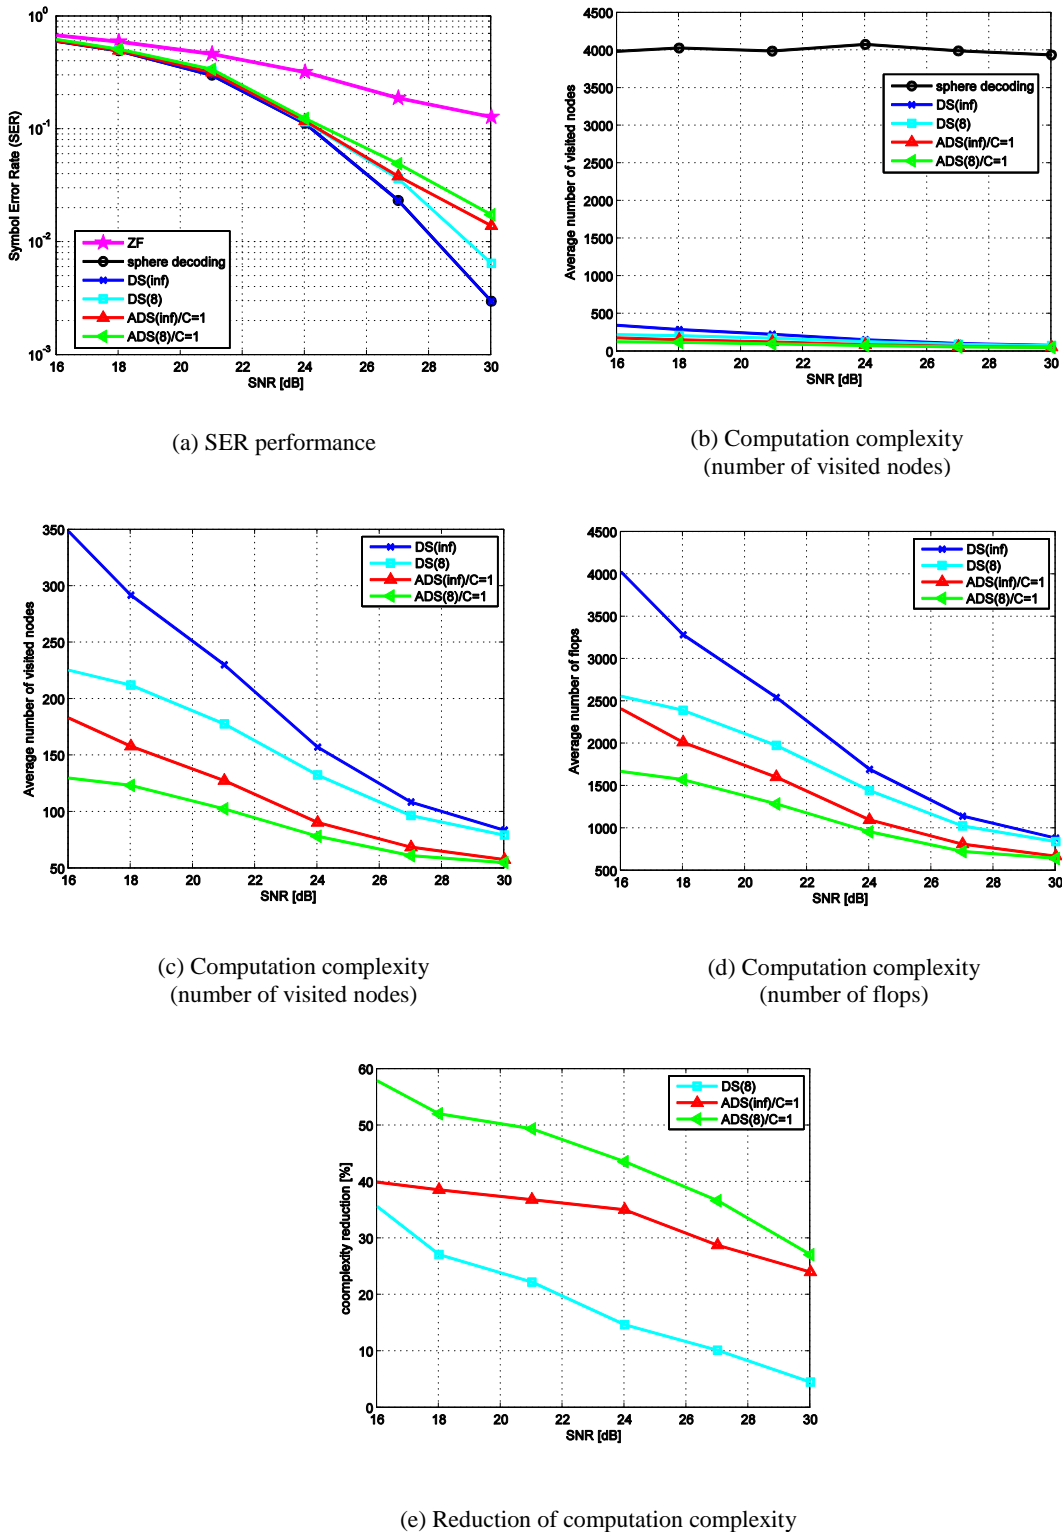 10^0
10^-1
10^-2
10^-3
Symbol Error Rate (SER)
ZF
sphere decoding
DS(inf)
DS(8)
ADS(inf)/C=1
ADS(8)/C=1
16 18 20 22 24 26 28 30
SNR [dB]
(a) SER performance
4500
4000
3500
3000
2500
2000
1500
1000
500
0
Average number of visited nodes
sphere decoding
DS(inf)
DS(8)
ADS(inf)/C=1
ADS(8)/C=1
16 18 20 22 24 26 28 30
SNR [dB]
(b) Computation complexity
(number of visited nodes)
350
300
250
200
150
100
50
Average number of visited nodes
DS(inf)
DS(8)
ADS(inf)/C=1
ADS(8)/C=1
16 18 20 22 24 26 28 30
SNR [dB]
(c) Computation complexity
(number of visited nodes)
4500
4000
3500
3000
2500
2000
1500
1000
500
Average number of flops
DS(inf)
DS(8)
ADS(inf)/C=1
ADS(8)/C=1
16 18 20 22 24 26 28 30
SNR [dB]
(d) Computation complexity
(number of flops)
60
50
40
30
20
10
0
coomplexity reduction [%]
DS(8)
ADS(inf)/C=1
ADS(8)/C=1
16 18 20 22 24 26 28 30
SNR [dB]
(e) Reduction of computation complexity